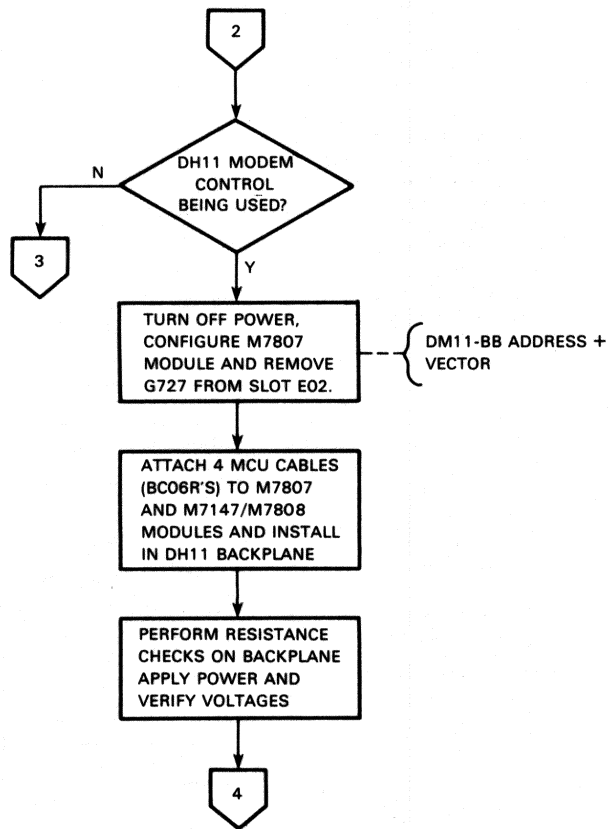 2
DH11 MODEM
CONTROL
BEING USED?
N
3
Y
TURN OFF POWER,
CONFIGURE M7807
MODULE AND REMOVE
G727 FROM SLOT E02.
DM11-BB ADDRESS +
VECTOR
ATTACH 4 MCU CABLES
(BC06R'S) TO M7807
AND M7147/M7808
MODULES AND INSTALL
IN DH11 BACKPLANE
PERFORM RESISTANCE
CHECKS ON BACKPLANE
APPLY POWER AND
VERIFY VOLTAGES
4